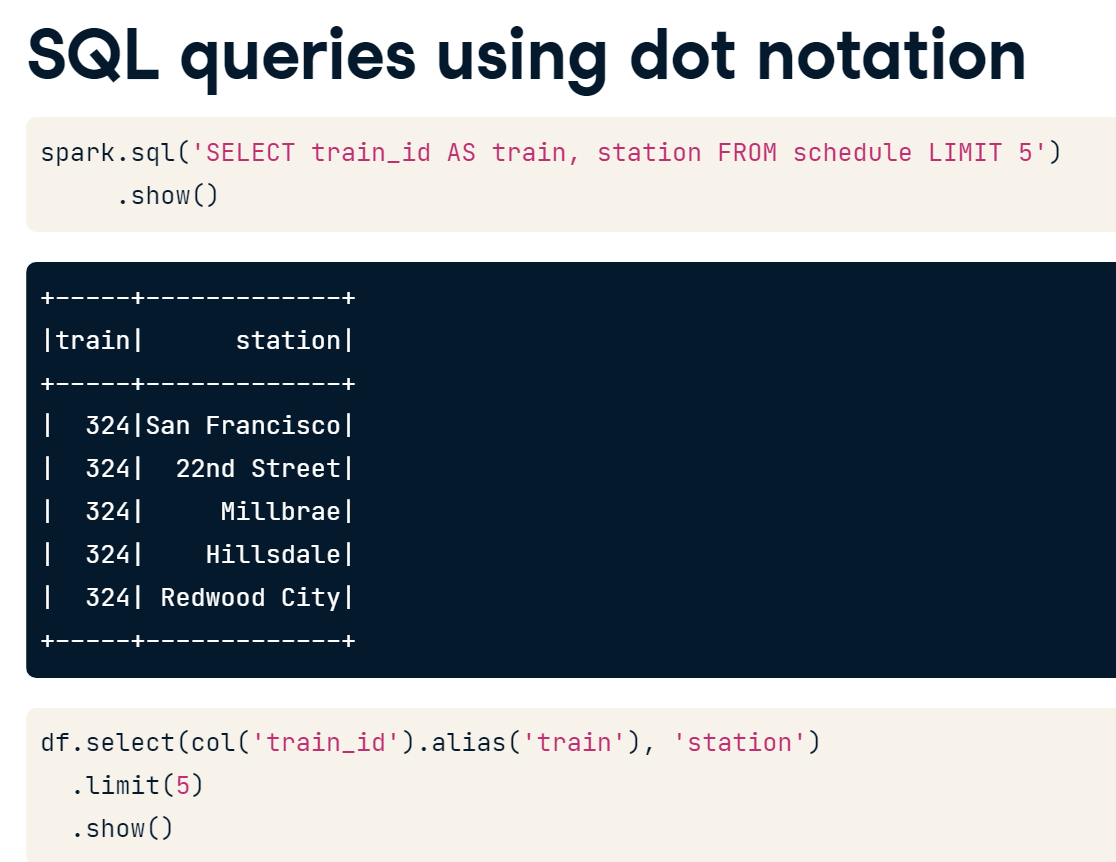 SQL queries using dot notation
spark.sql('SELECT train_id AS train, station FROM schedule LIMIT 5')
     .show()
+-----+-------------+
|train|      station|
+-----+-------------+
|  324|San Francisco|
|  324|  22nd Street|
|  324|     Millbrae|
|  324|    Hillsdale|
|  324| Redwood City|
+-----+-------------+
df.select(col('train_id').alias('train'), 'station')
  .limit(5)
  .show()